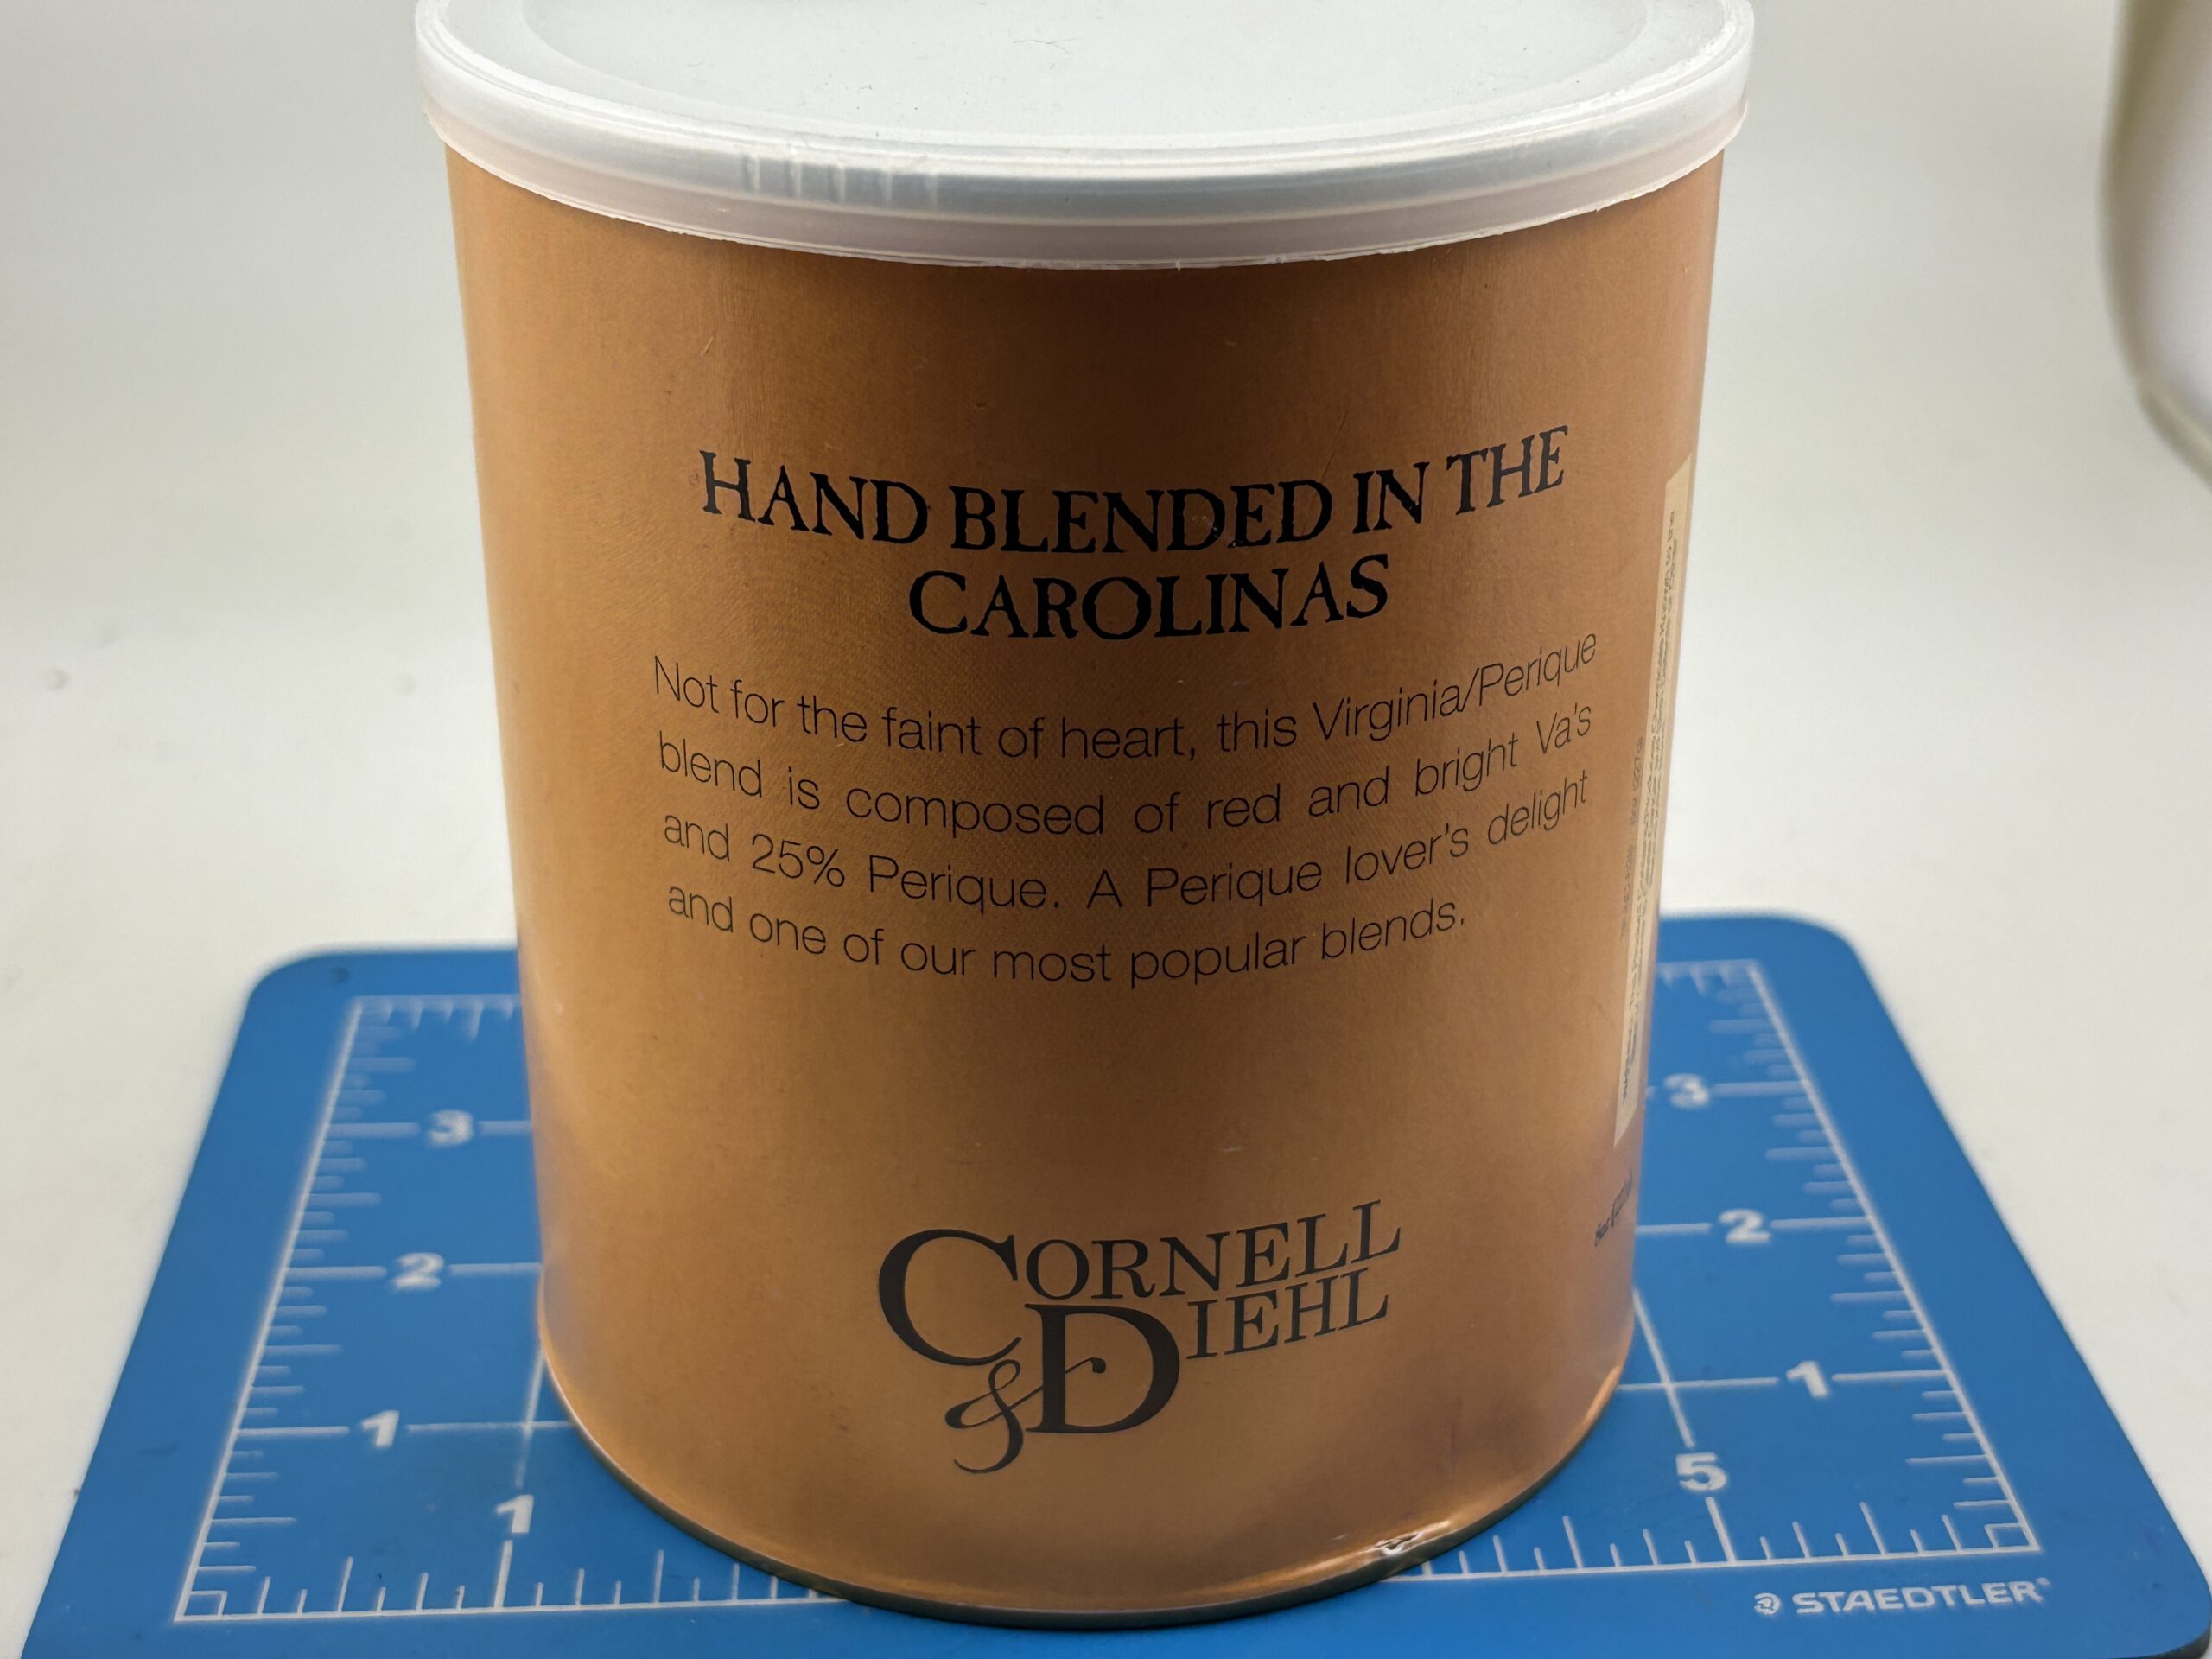 HAND BLENDED IN THE
CAROLINAS
Not for the faint of heart, this Virginia/Perique
blend is composed of red and bright Va's
and 25% Perique. A Perique lover's delight
and one of our most popular blends.
CORNELL
& DIEHL
3
2
1
1
3
2
1
5
STAEDTLER